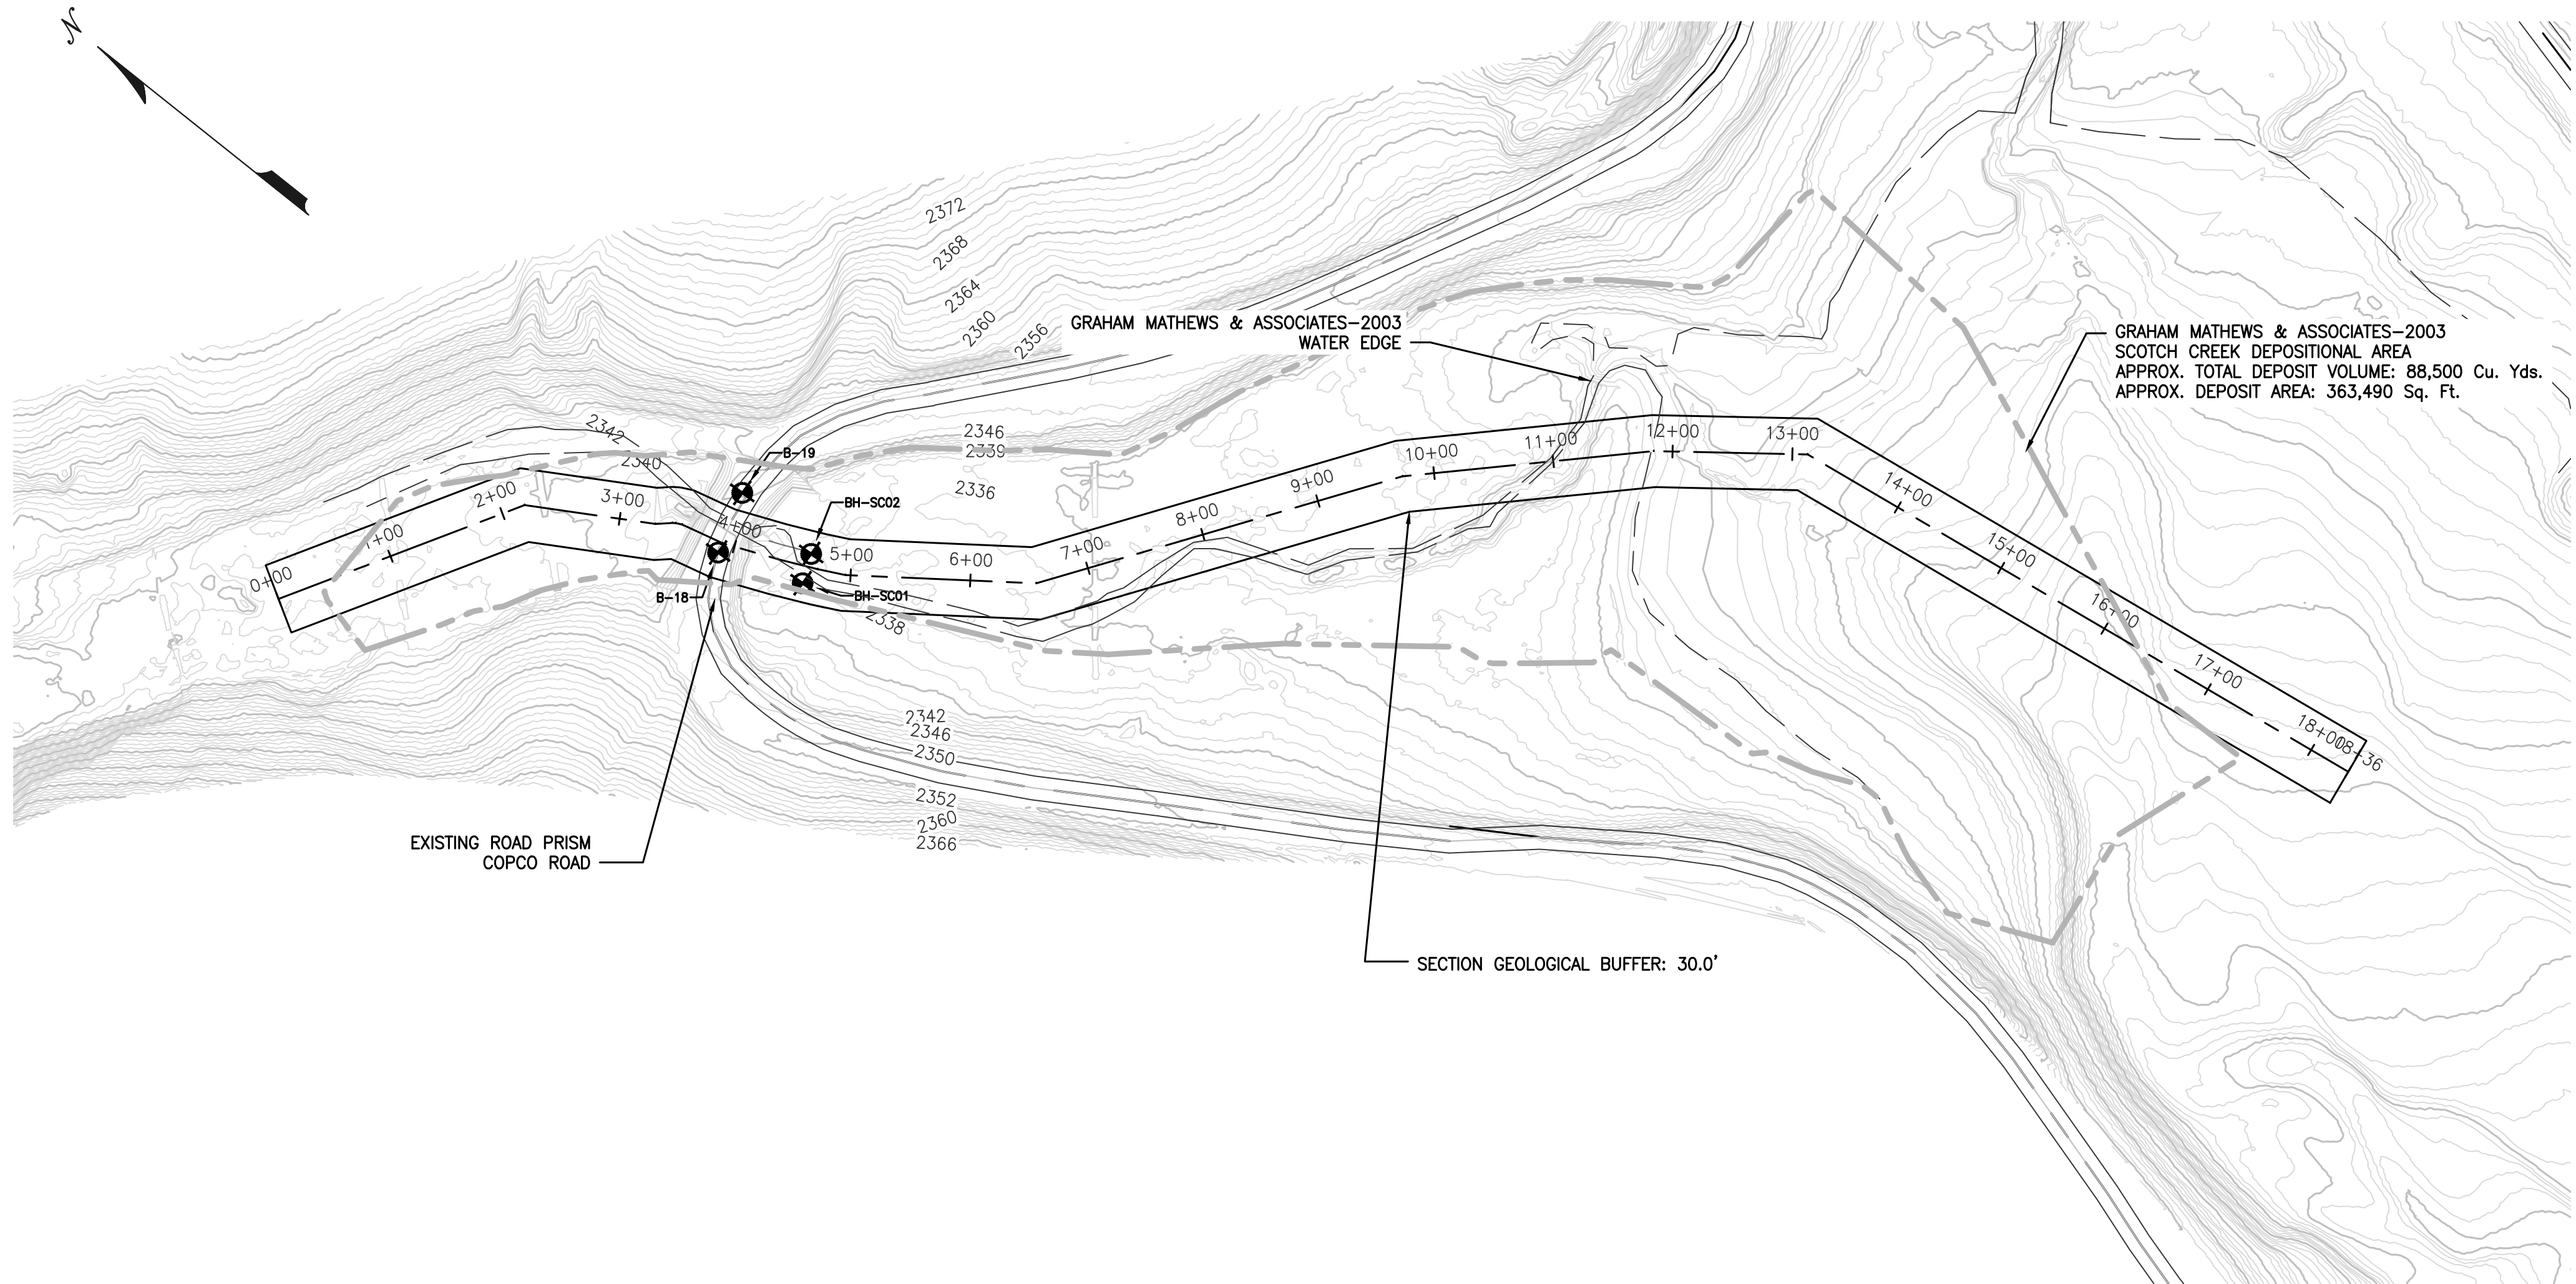 N
2372
2368
2364
2360
2356
GRAHAM MATHEWS & ASSOCIATES-2003
WATER EDGE
GRAHAM MATHEWS & ASSOCIATES-2003
SCOTCH CREEK DEPOSITIONAL AREA
APPROX. TOTAL DEPOSIT VOLUME: 88,500 Cu. Yds.
APPROX. DEPOSIT AREA: 363,490 Sq. Ft.
2342
2340
2346
2339
2336
B-19
BH-SC02
B-18
BH-SC01
2338
0+00
1+00
2+00
3+00
4+00
5+00
6+00
7+00
8+00
9+00
10+00
11+00
12+00
13+00
14+00
15+00
16+00
17+00
18+00
18+36
2342
2346
2350
2352
2360
2366
EXISTING ROAD PRISM
COPCO ROAD
SECTION GEOLOGICAL BUFFER: 30.0'